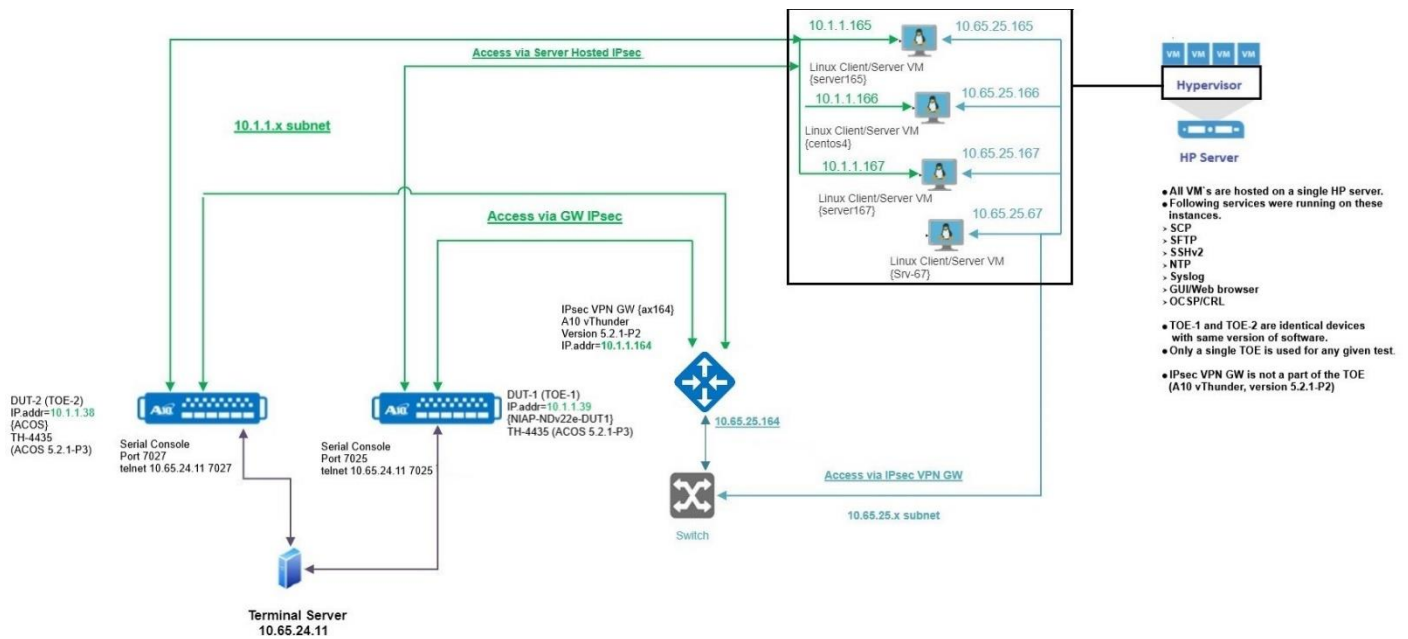 10.1.1.165
10.65.25.165
Access via Server Hosted IPsec
Linux Client/Server VM
{server165}
10.1.1.166
10.65.25.166
10.1.1.x subnet
Linux Client/Server VM
{centos4}
10.1.1.167
10.65.25.167
Linux Client/Server VM
{server167}
10.65.25.67
Linux Client/Server VM
{Srv-67}
Access via GW IPsec
VM VM VM VM
Hypervisor
HP Server
• All VM`s are hosted on a single HP server.
• Following services were running on these
instances.
> SCP
> SFTP
> SSHv2
> NTP
> Syslog
> GUI/Web browser
> OCSP/CRL
• TOE-1 and TOE-2 are identical devices
with same version of software.
• Only a single TOE is used for any given test.
• IPsec VPN GW is not a part of the TOE
(A10 vThunder, version 5.2.1-P2)
IPsec VPN GW {ax164}
A10 vThunder
Version 5.2.1-P2
IP.addr=10.1.1.164
DUT-2 (TOE-2)
IP.addr=10.1.1.38
{ACOS}
TH-4435
(ACOS 5.2.1-P3)
Serial Console
Port 7027
telnet 10.65.24.11 7027
DUT-1 (TOE-1)
IP.addr=10.1.1.39
{NIAP-NDv22e-DUT1}
TH-4435 (ACOS 5.2.1-P3)
Serial Console
Port 7025
telnet 10.65.24.11 7025
10.65.25.164
Access via IPsec VPN GW
10.65.25.x subnet
Switch
Terminal Server
10.65.24.11